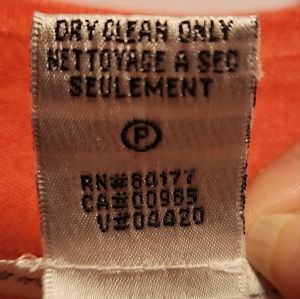 DRY CLEAN ONLY
NETTOYAGE A SEC
SEULEMENT
P
RN#80177
CA#00985
V#04420